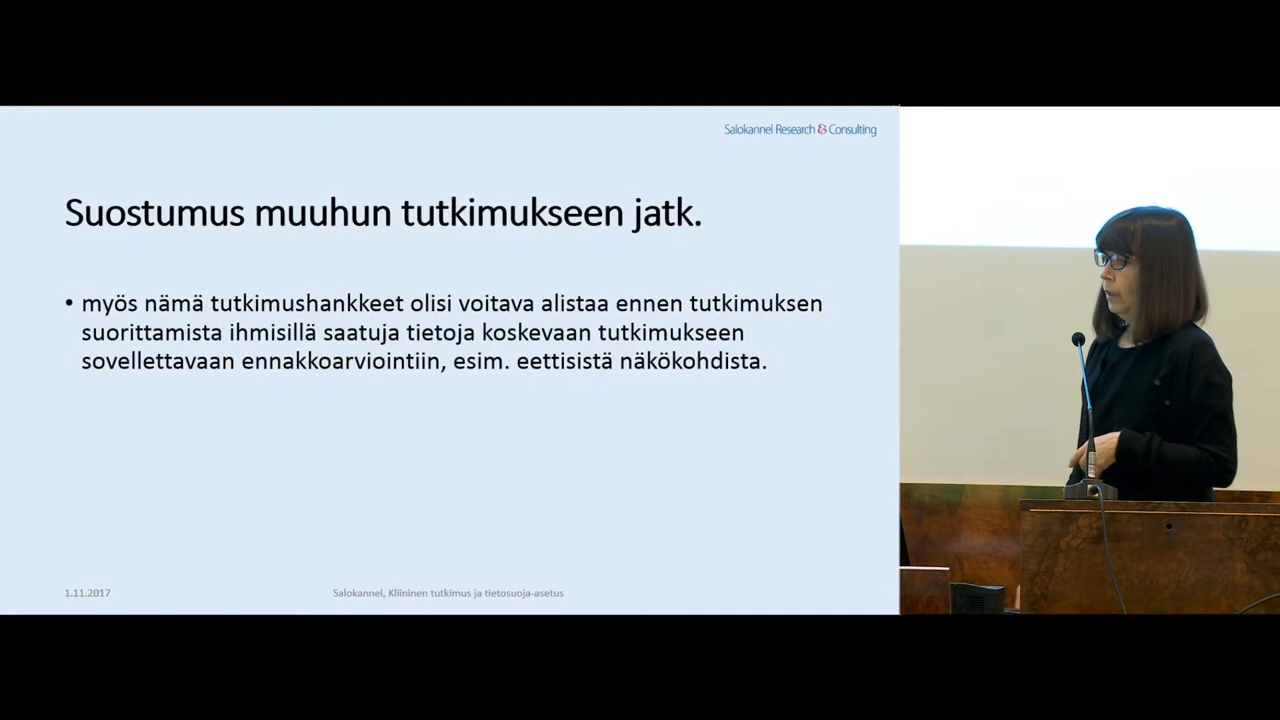 Salokannel Research & Consulting
Suostumus muuhun tutkimukseen jatk.
• myös nämä tutkimushankkeet olisi voitava alistaa ennen tutkimuksen
suorittamista ihmisillä saatuja tietoja koskevaan tutkimukseen
sovellettavaan ennakkoarviointiin, esim. eettisistä näkökohdista.
1.11.2017
Salokannel, Kliininen tutkimus ja tietosuoja-asetus